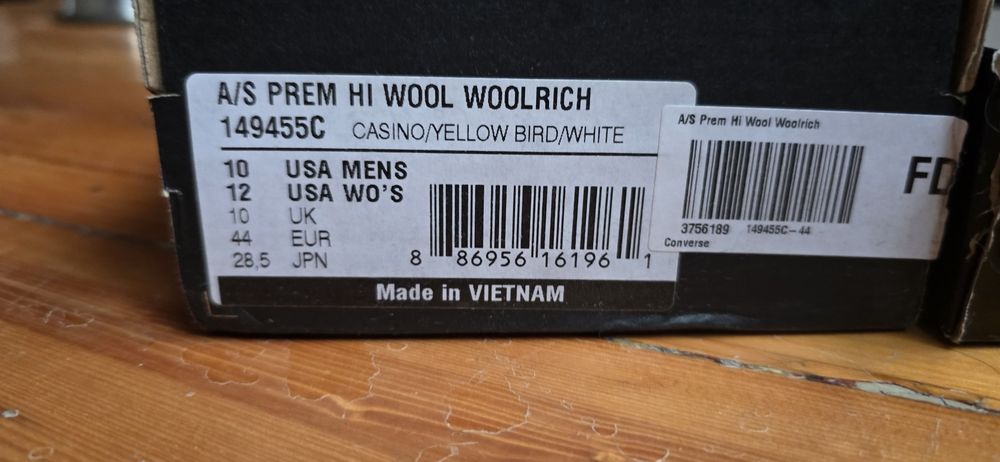 A/S PREM HI WOOL WOOLRICH
149455C CASINO/YELLOW BIRD/WHITE
10 USA MENS
12 USA WO'S
10 UK
44 EUR
28,5 JPN
8 86956 16196 1
Made in VIETNAM
A/S Prem Hi Wool Woolrich
FD
3756189 149455C-44
Converse